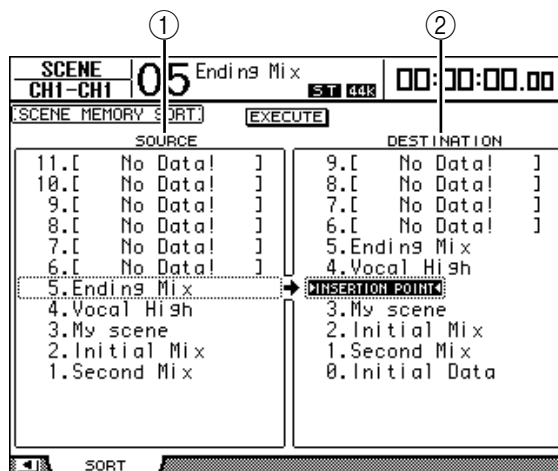 ① ②
SCENE
CH1-CH1
05 Ending Mix
ST 44K
00:00:00.00
SCENE MEMORY SORT
EXECUTE
SOURCE
11.[ No Data! ]
10.[ No Data! ]
9.[ No Data! ]
8.[ No Data! ]
7.[ No Data! ]
6.[ No Data! ]
5.Ending Mix
4.Vocal High
3.My scene
2.Initial Mix
1.Second Mix
DESTINATION
9.[ No Data! ]
8.[ No Data! ]
7.[ No Data! ]
6.[ No Data! ]
5.Ending Mix
4.Vocal High
INSERTION POINT
3.My scene
2.Initial Mix
1.Second Mix
0.Initial Data
SORT